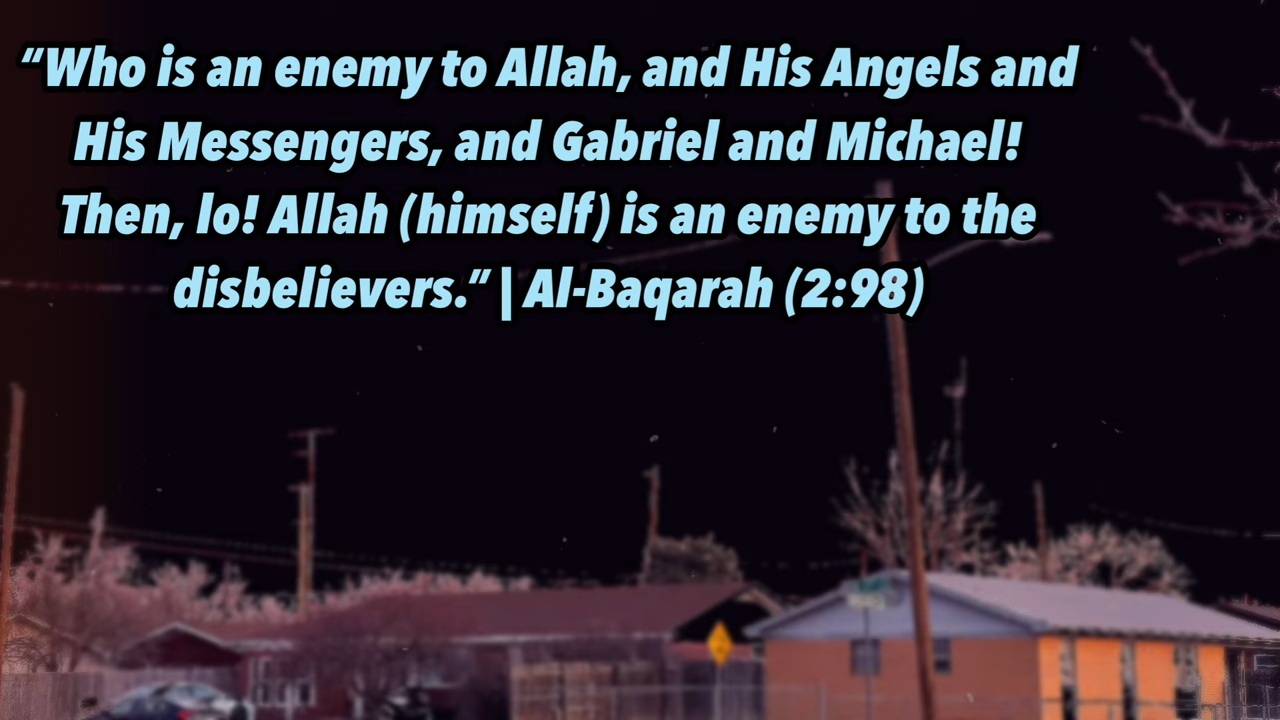 “Who is an enemy to Allah, and His Angels and
His Messengers, and Gabriel and Michael!
Then, lo! Allah (himself) is an enemy to the
disbelievers.” | Al-Baqarah (2:98)